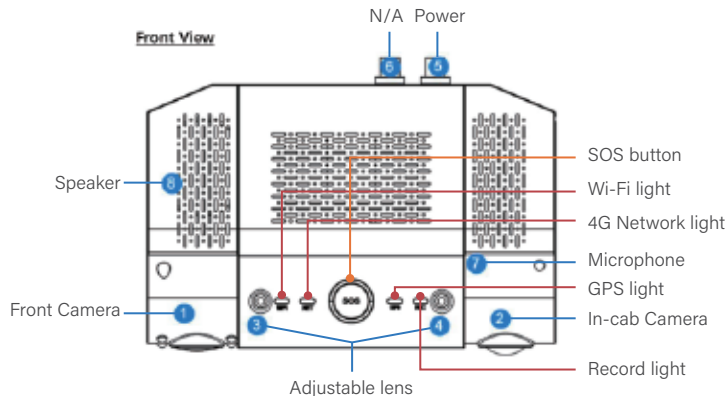 N/A Power
Front View
6 5
SOS button
8
Speaker
Wi-Fi light
4G Network light
7
Microphone
GPS light
SOS
Front Camera
1
3
4
2
In-cab Camera
Record light
Adjustable lens